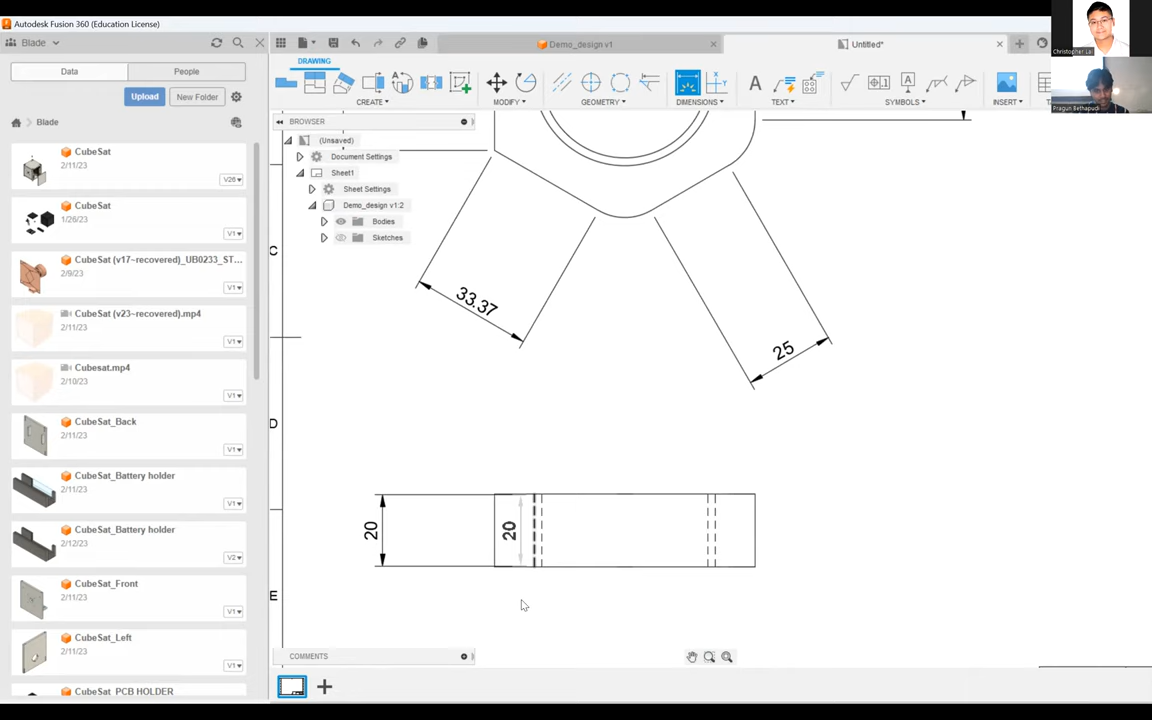 Autodesk Fusion 360 (Education License)
Christopher Lai
Pragun Bethapudi
Blade
Data
People
Upload
New Folder
Blade
CubeSat
2/11/23
V26
CubeSat
1/26/23
V1
CubeSat (v17~recovered)_UB0233_ST...
2/9/23
V1
CubeSat (v23~recovered).mp4
2/11/23
V1
Cubesat.mp4
2/10/23
V1
CubeSat_Back
2/11/23
V1
CubeSat_Battery holder
2/11/23
V1
CubeSat_Battery holder
2/12/23
V2
CubeSat_Front
2/11/23
V1
CubeSat_Left
2/11/23
V1
CubeSat_PCB HOLDER
Demo_design v1
Untitled*
DRAWING
CREATE
MODIFY
GEOMETRY
DIMENSIONS
TEXT
SYMBOLS
INSERT
BROWSER
(Unsaved)
Document Settings
Sheet1
Sheet Settings
Demo_design v1:2
Bodies
Sketches
C
33.37
25
D
20
20
E
COMMENTS